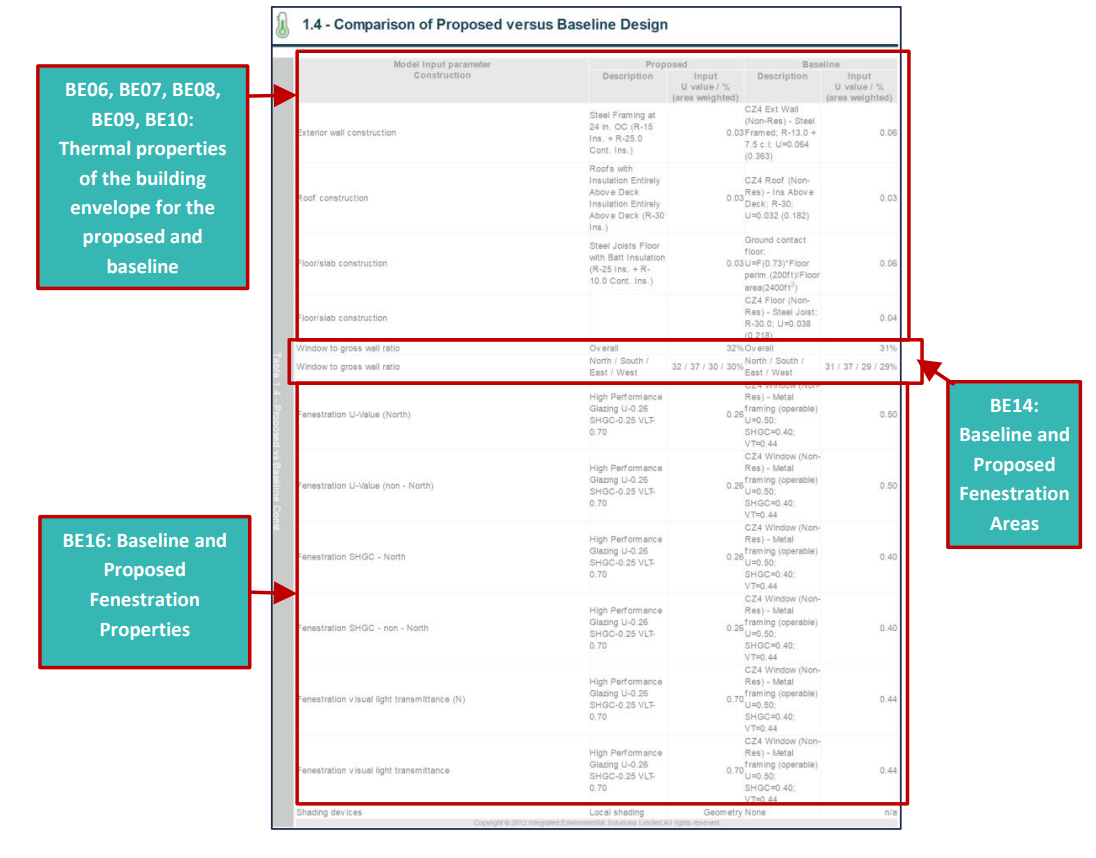 1.4 - Comparison of Proposed versus Baseline Design
BE06, BE07, BE08,
BE09, BE10:
Thermal properties
of the building
envelope for the
proposed and
baseline
BE16: Baseline and
Proposed
Fenestration
Properties
BE14:
Baseline and
Proposed
Fenestration
Areas
Table 1.4 - Proposed vs Baseline Const
Model Input parameter
Construction
Proposed
Baseline
Description
Input
U value / %
(area weighted)
Description
Input
U value / %
(area weighted)
Exterior wall construction
Steel Framing at
24 in. OC (R-15
Ins. + R-25.0
Cont. Ins.)
0.03
CZ4 Ext Wall
(Non-Res) - Steel
Framed; R-13.0 +
7.5 c.i; U=0.064
(0.363)
0.06
Roof construction
Roofs with
Insulation Entirely
Above Deck
Insulation Entirely
Above Deck (R-30
Ins.)
0.03
CZ4 Roof (Non-
Res) - Ins Above
Deck; R-30;
U=0.032 (0.182)
0.03
Floor/slab construction
Steel Joists Floor
with Batt Insulation
(R-25 Ins. + R-
10.0 Cont. Ins.)
0.03
Ground contact
floor:
U=F(0.73)*Floor
perim.(200ft)/Floor
area(2400ft²)
0.06
Floor/slab construction
CZ4 Floor (Non-
Res) - Steel Joist;
R-30.0; U=0.038
(0.218)
0.04
Window to gross wall ratio
Overall
32%
Overall
31%
Window to gross wall ratio
North / South /
East / West
32 / 37 / 30 / 30%
North / South /
East / West
31 / 37 / 29 / 29%
Fenestration U-Value (North)
High Performance
Glazing U-0.26
SHGC-0.25 VLT-
0.70
0.26
CZ4 Window (Non-
Res) - Metal
framing (operable)
U=0.50;
SHGC=0.40;
VT=0.44
0.50
Fenestration U-Value (non - North)
High Performance
Glazing U-0.26
SHGC-0.25 VLT-
0.70
0.26
CZ4 Window (Non-
Res) - Metal
framing (operable)
U=0.50;
SHGC=0.40;
VT=0.44
0.50
Fenestration SHGC - North
High Performance
Glazing U-0.26
SHGC-0.25 VLT-
0.70
0.26
CZ4 Window (Non-
Res) - Metal
framing (operable)
U=0.50;
SHGC=0.40;
VT=0.44
0.40
Fenestration SHGC - non - North
High Performance
Glazing U-0.26
SHGC-0.25 VLT-
0.70
0.26
CZ4 Window (Non-
Res) - Metal
framing (operable)
U=0.50;
SHGC=0.40;
VT=0.44
0.40
Fenestration visual light transmittance (N)
High Performance
Glazing U-0.26
SHGC-0.25 VLT-
0.70
0.70
CZ4 Window (Non-
Res) - Metal
framing (operable)
U=0.50;
SHGC=0.40;
VT=0.44
0.44
Fenestration visual light transmittance
High Performance
Glazing U-0.26
SHGC-0.25 VLT-
0.70
0.70
CZ4 Window (Non-
Res) - Metal
framing (operable)
U=0.50;
SHGC=0.40;
VT=0.44
0.44
Shading devices
Local shading
Geometry
None
n/a
Copyright © 2012 Integrated Environmental Solutions Limited All rights reserved